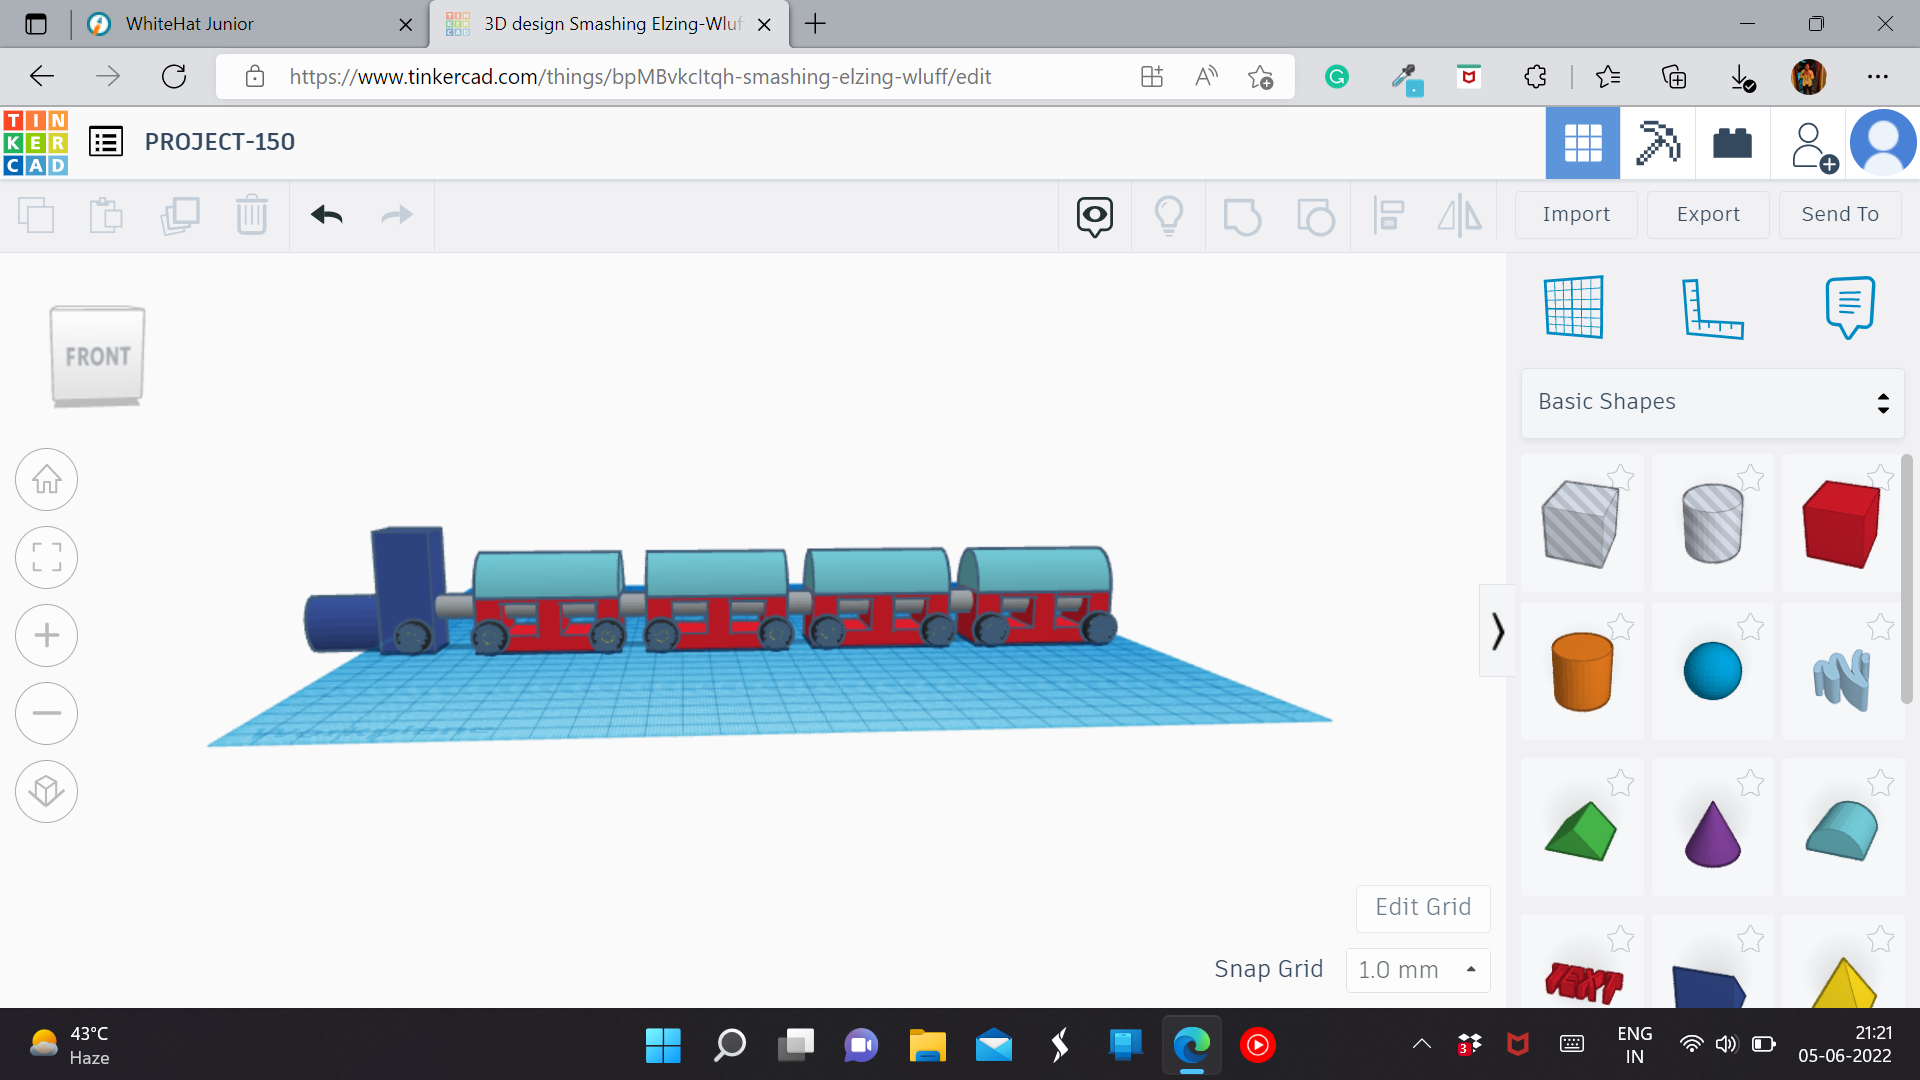 WhiteHat Junior
3D design Smashing Elzing-Wluf
https://www.tinkercad.com/things/bpMBvkcItqh-smashing-elzing-wluff/edit
TIN
KER
CAD
PROJECT-150
Import
Export
Send To
FRONT
Basic Shapes
TEXT
Edit Grid
Snap Grid
1.0 mm
43°C
Haze
3
ENG
IN
21:21
05-06-2022